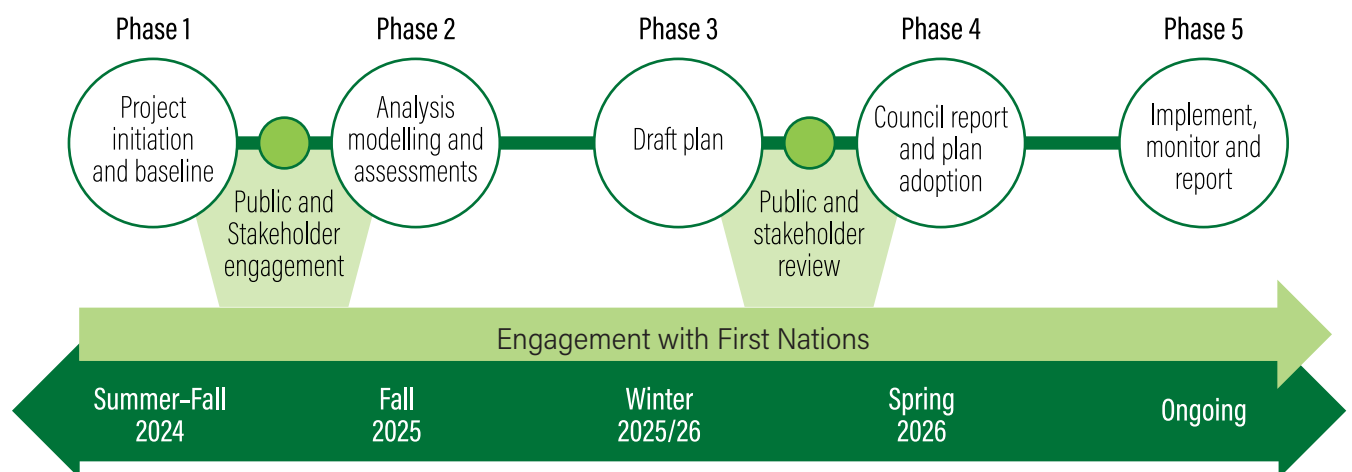 Phase 1
Project
initiation
and baseline
Public and
Stakeholder
engagement
Phase 2
Analysis
modelling and
assessments
Phase 3
Draft plan
Public and
stakeholder
review
Phase 4
Council report
and plan
adoption
Phase 5
Implement,
monitor and
report
Engagement with First Nations
Summer–Fall
2024
Fall
2025
Winter
2025/26
Spring
2026
Ongoing